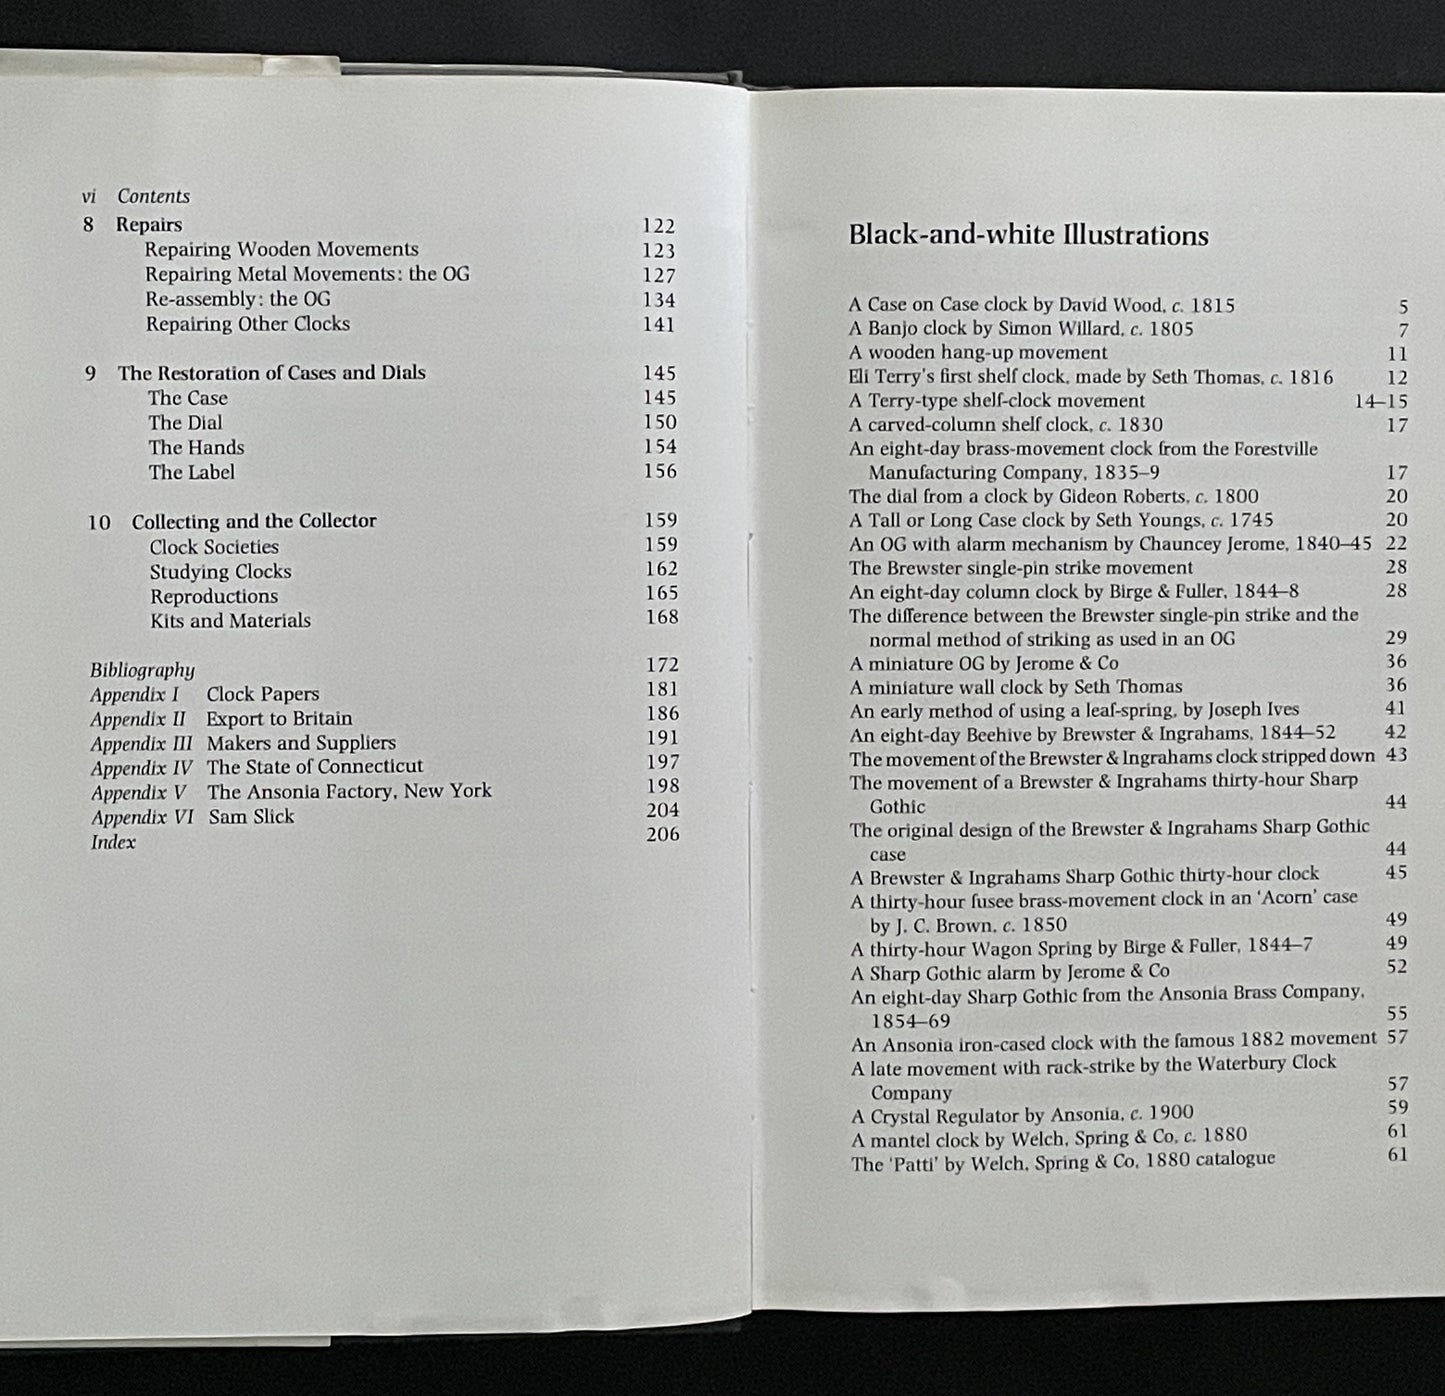 vi Contents
8 Repairs 122
Repairing Wooden Movements 123
Repairing Metal Movements: the OG 127
Re-assembly: the OG 134
Repairing Other Clocks 141
9 The Restoration of Cases and Dials 145
The Case 145
The Dial 150
The Hands 154
The Label 156
10 Collecting and the Collector 159
Clock Societies 159
Studying Clocks 162
Reproductions 165
Kits and Materials 168
Bibliography 172
Appendix I Clock Papers 181
Appendix II Export to Britain 186
Appendix III Makers and Suppliers 191
Appendix IV The State of Connecticut 197
Appendix V The Ansonia Factory, New York 198
Appendix VI Sam Slick 204
Index 206
Black-and-white Illustrations
A Case on Case clock by David Wood, c. 1815 5
A Banjo clock by Simon Willard, c. 1805 7
A wooden hang-up movement 11
Eli Terry's first shelf clock, made by Seth Thomas, c. 1816 12
A Terry-type shelf-clock movement 14–15
A carved-column shelf clock, c. 1830 17
An eight-day brass-movement clock from the Forestville
Manufacturing Company, 1835–9 17
The dial from a clock by Gideon Roberts, c. 1800 20
A Tall or Long Case clock by Seth Youngs, c. 1745 20
An OG with alarm mechanism by Chauncey Jerome, 1840–45 22
The Brewster single-pin strike movement 28
An eight-day column clock by Birge & Fuller, 1844–8 28
The difference between the Brewster single-pin strike and the
normal method of striking as used in an OG 29
A miniature OG by Jerome & Co 36
A miniature wall clock by Seth Thomas 36
An early method of using a leaf-spring, by Joseph Ives 41
An eight-day Beehive by Brewster & Ingrahams, 1844–52 42
The movement of the Brewster & Ingrahams clock stripped down 43
The movement of a Brewster & Ingrahams thirty-hour Sharp
Gothic 44
The original design of the Brewster & Ingrahams Sharp Gothic
case 44
A Brewster & Ingrahams Sharp Gothic thirty-hour clock 45
A thirty-hour fusee brass-movement clock in an 'Acorn' case
by J. C. Brown, c. 1850 49
A thirty-hour Wagon Spring by Birge & Fuller, 1844–7 49
A Sharp Gothic alarm by Jerome & Co 52
An eight-day Sharp Gothic from the Ansonia Brass Company,
1854–69 55
An Ansonia iron-cased clock with the famous 1882 movement 57
A late movement with rack-strike by the Waterbury Clock
Company 57
A Crystal Regulator by Ansonia, c. 1900 59
A mantel clock by Welch, Spring & Co, c. 1880 61
The 'Patti' by Welch, Spring & Co, 1880 catalogue 61